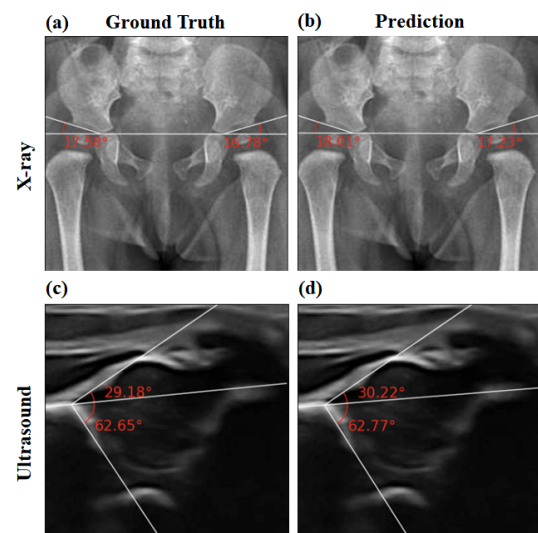 (a) Ground Truth
(b) Prediction
X-ray
17.58°
16.78°
18.01°
17.23°
(c)
(d)
Ultrasound
29.18°
62.65°
30.22°
62.77°